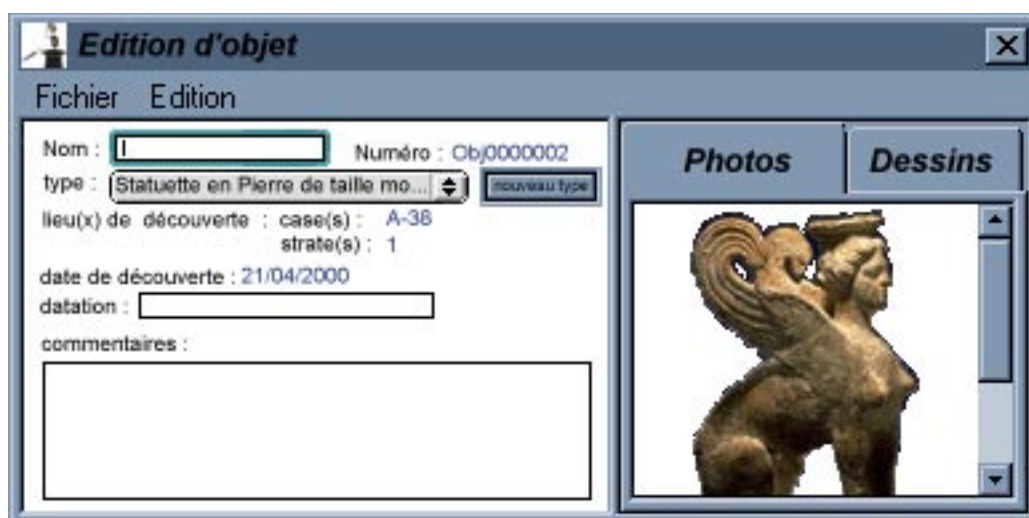 Edition d'objet
Fichier Edition
Nom : Numéro : Obj0000002
type : Statuette en Pierre de taille mo... nouveau type
lieu(x) de découverte : case(s) : A-38
strate(s) : 1
date de découverte : 21/04/2000
datation :
commentaires :
Photos Dessins